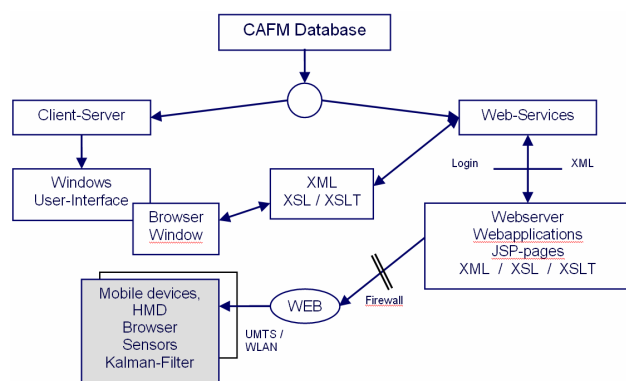 CAFM Database
Client-Server
Web-Services
Login
XML
Windows
User-Interface
XML
XSL / XSLT
Browser
Window
Webserver
Webapplications
JSP-pages
XML / XSL / XSLT
Firewall
WEB
UMTS /
WLAN
Mobile devices,
HMD
Browser
Sensors
Kalman-Filter